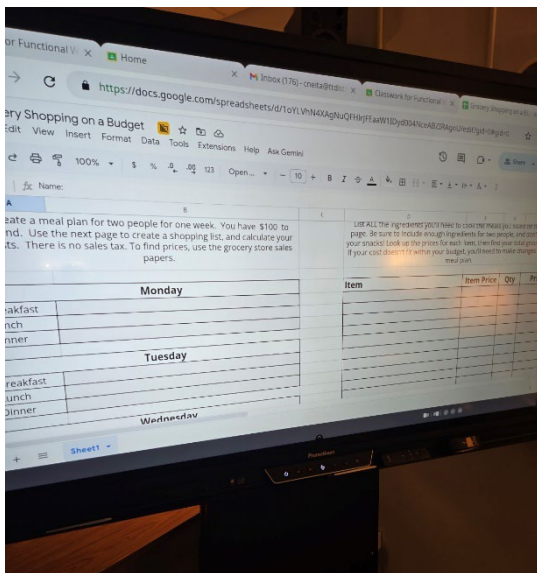 or Functional W
Home
Inbox (176) -
Classwork for Functional
Grocery Shopping on a B
https://docs.google.com/spreadsheets/d/
ery Shopping on a Budget
Edit View Insert Format Data Tools Extensions Help Ask Gemini
100% $ % .0 .00 123 Open... - 10 + B I A
Share
fx Name:
A B C
eate a meal plan for two people for one week. You have $100 to
nd. Use the next page to create a shopping list, and calculate your
sts. There is no sales tax. To find prices, use the grocery store sales
papers.
List ALL the ingredients you'll need to cook the meals you
page. Be sure to include enough ingredients for two people, and
your snacks! Look up the prices for each item, then find your total
If your cost doesn't fit within your budget, you'll need to make changes
meal plan.
Item Item Price Qty
Monday
eakfast
nch
nner
Tuesday
reakfast
unch
Dinner
Wednesday
+ Sheet1
Promethean